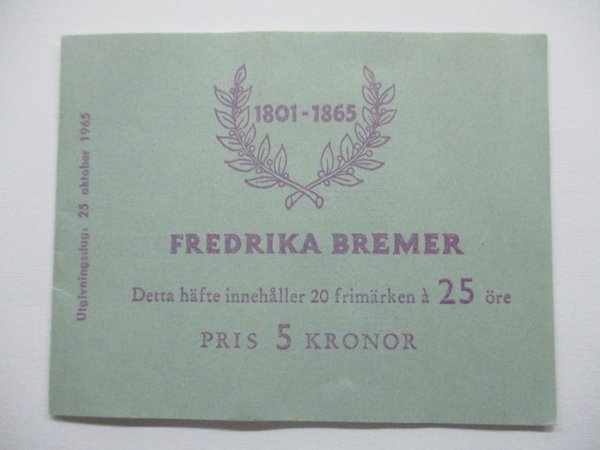 1801-1865
FREDRIKA BREMER
Detta häfte innehåller 20 frimärken à 25 öre
PRIS 5 KRONOR
Utgivningsdag: 25 oktober 1965